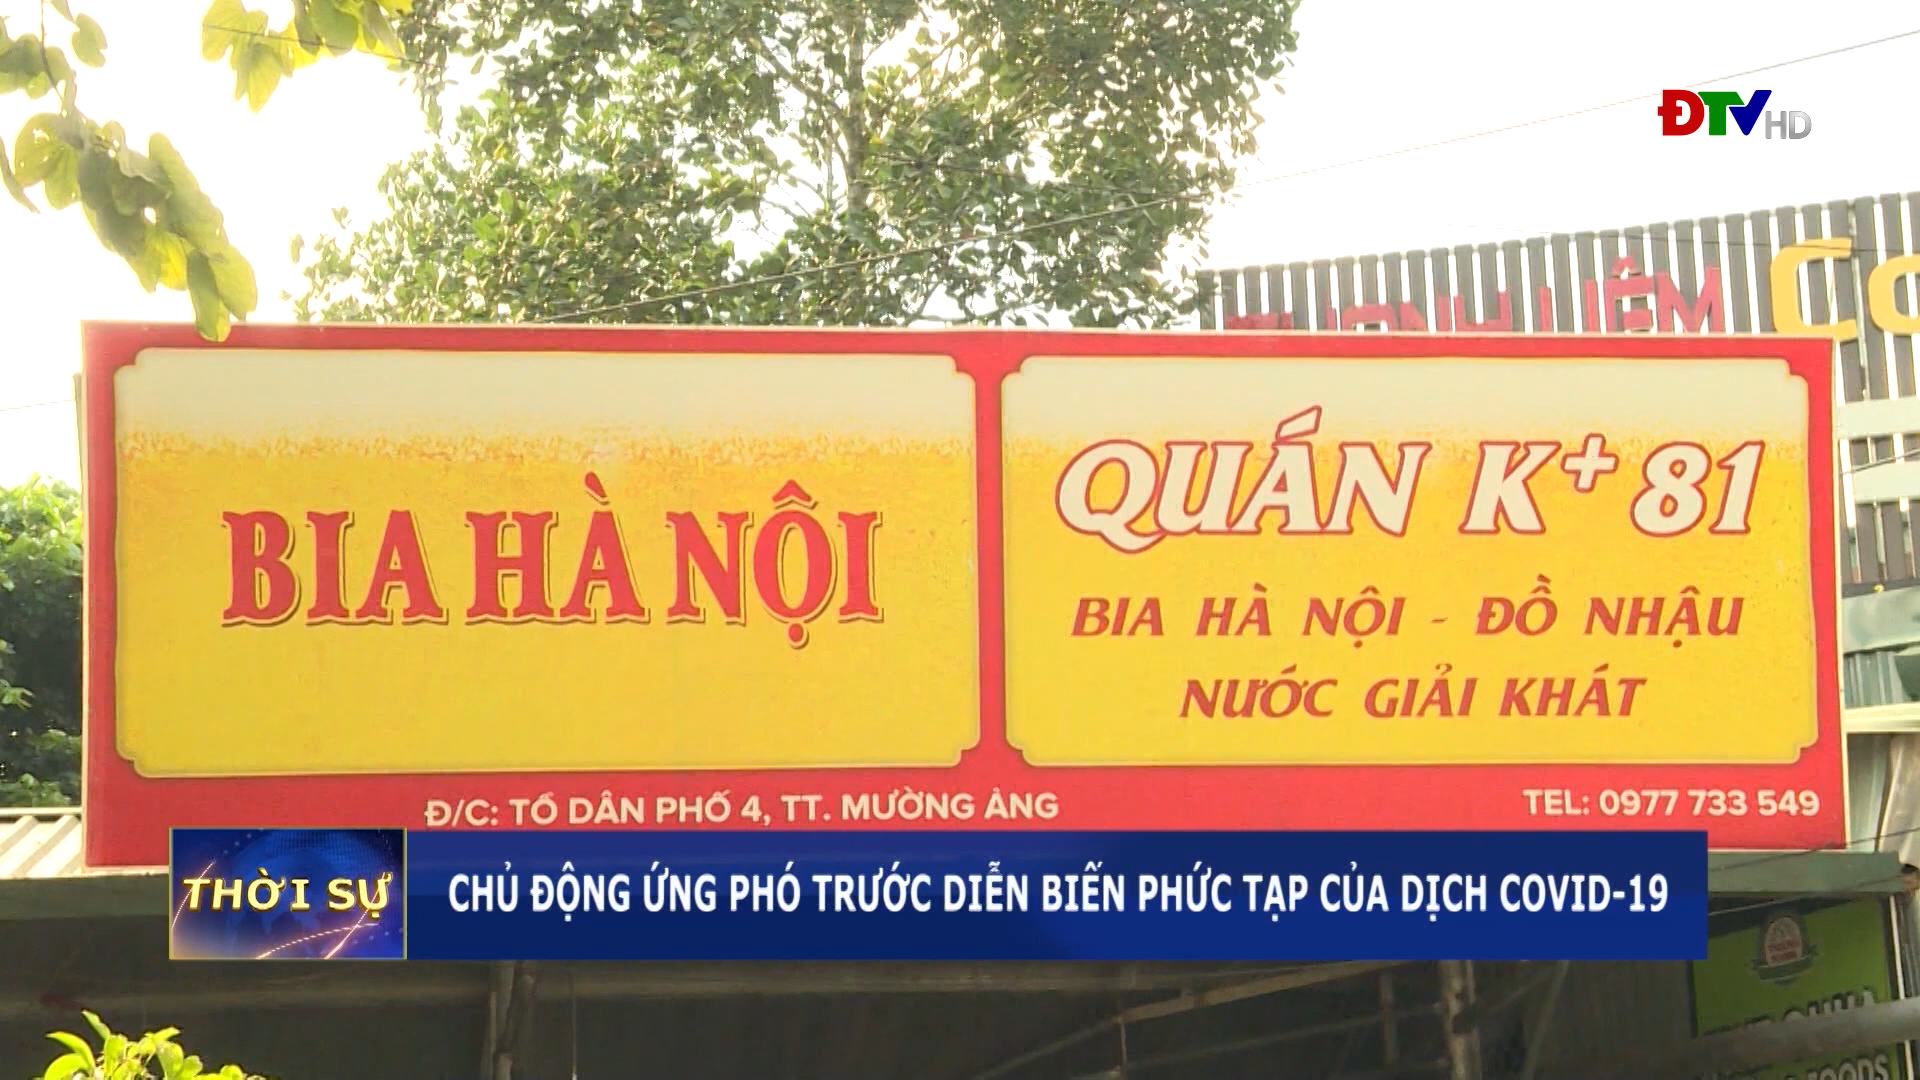 ĐTV HD
CO
BIA HÀ NỘI
QUÁN K+ 81
BIA HÀ NỘI - ĐỒ NHẬU
NƯỚC GIẢI KHÁT
Đ/C: TỔ DÂN PHỐ 4, TT. MƯỜNG ẢNG
TEL: 0977 733 549
THỜI SỰ
CHỦ ĐỘNG ỨNG PHÓ TRƯỚC DIỄN BIẾN PHỨC TẠP CỦA DỊCH COVID-19